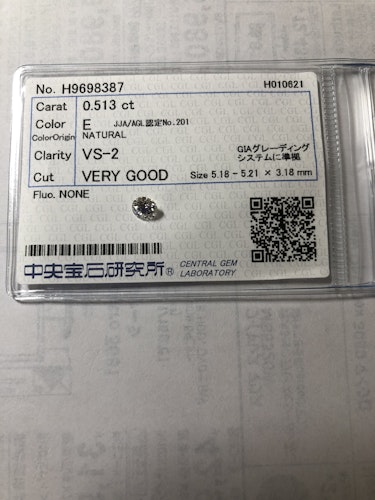 No. H9698387 H010621
Carat 0.513 ct
Color E JJA/AGL認定No.201
ColorOrigin NATURAL
Clarity VS-2 GIAグレーディング
システムに準拠
Cut VERY GOOD Size 5.18 - 5.21 × 3.18 mm
Fluo. NONE
中央宝石研究所® CENTRAL GEM
LABORATORY